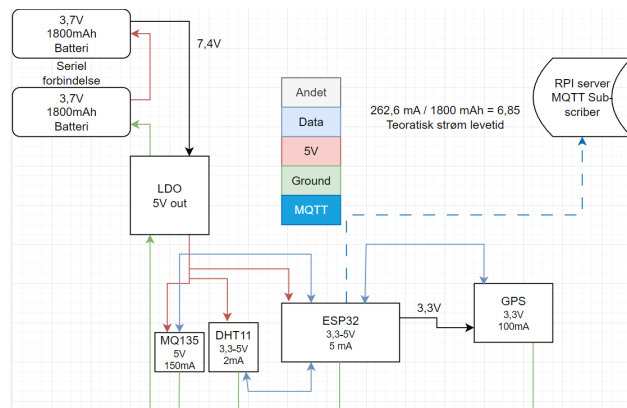 3,7V
1800mAh
Batteri
7,4V
Seriel
forbindelse
3,7V
1800mAh
Batteri
Andet
Data
5V
Ground
MQTT
262,6 mA / 1800 mAh = 6,85
Teoratisk strøm levetid
RPI server
MQTT Sub-
scriber
LDO
5V out
MQ135
5V
150mA
DHT11
3,3-5V
2mA
ESP32
3,3-5V
5 mA
3,3V
GPS
3,3V
100mA